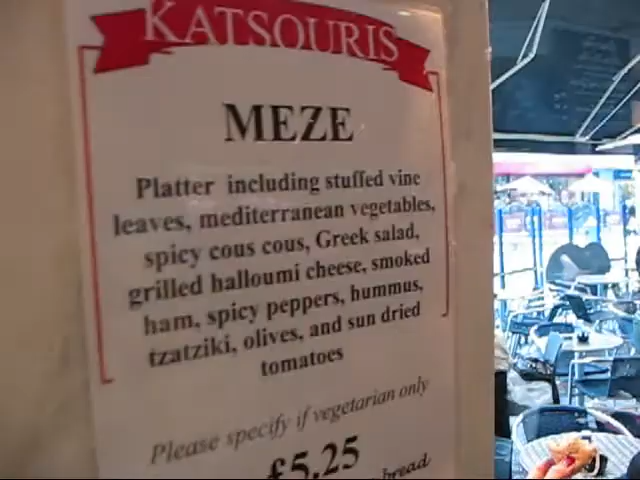 KATSOURIS
MEZE
Platter including stuffed vine
leaves, mediterranean vegetables,
spicy cous cous, Greek salad,
grilled halloumi cheese, smoked
ham, spicy peppers, hummus,
tzatziki, olives, and sun dried
tomatoes
Please specify if vegetarian only
£5.25
bread